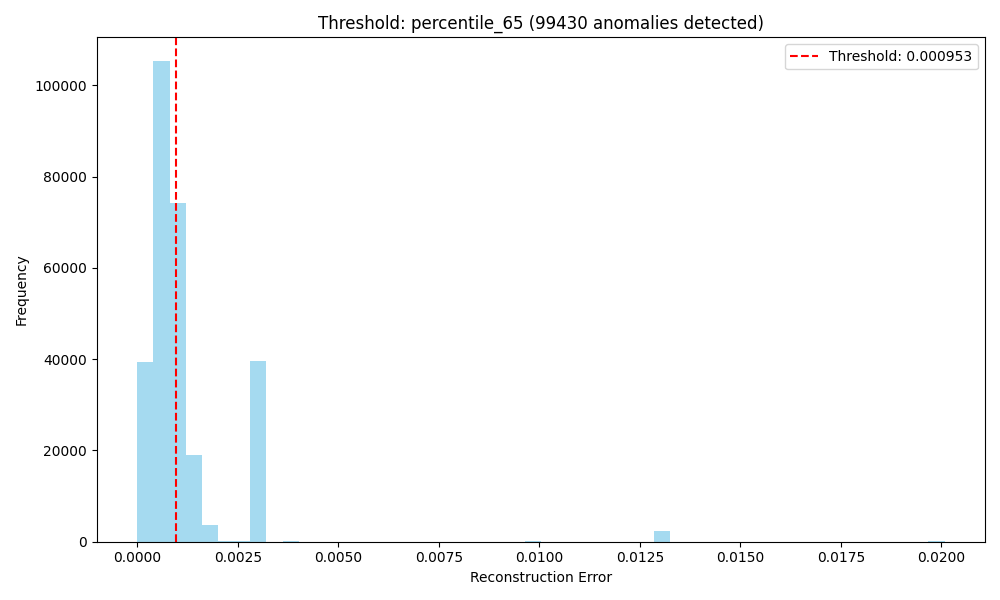 Threshold: percentile_65 (99430 anomalies detected)
Threshold: 0.000953
100000
80000
60000
40000
20000
0
Frequency
0.0000 0.0025 0.0050 0.0075 0.0100 0.0125 0.0150 0.0175 0.0200
Reconstruction Error